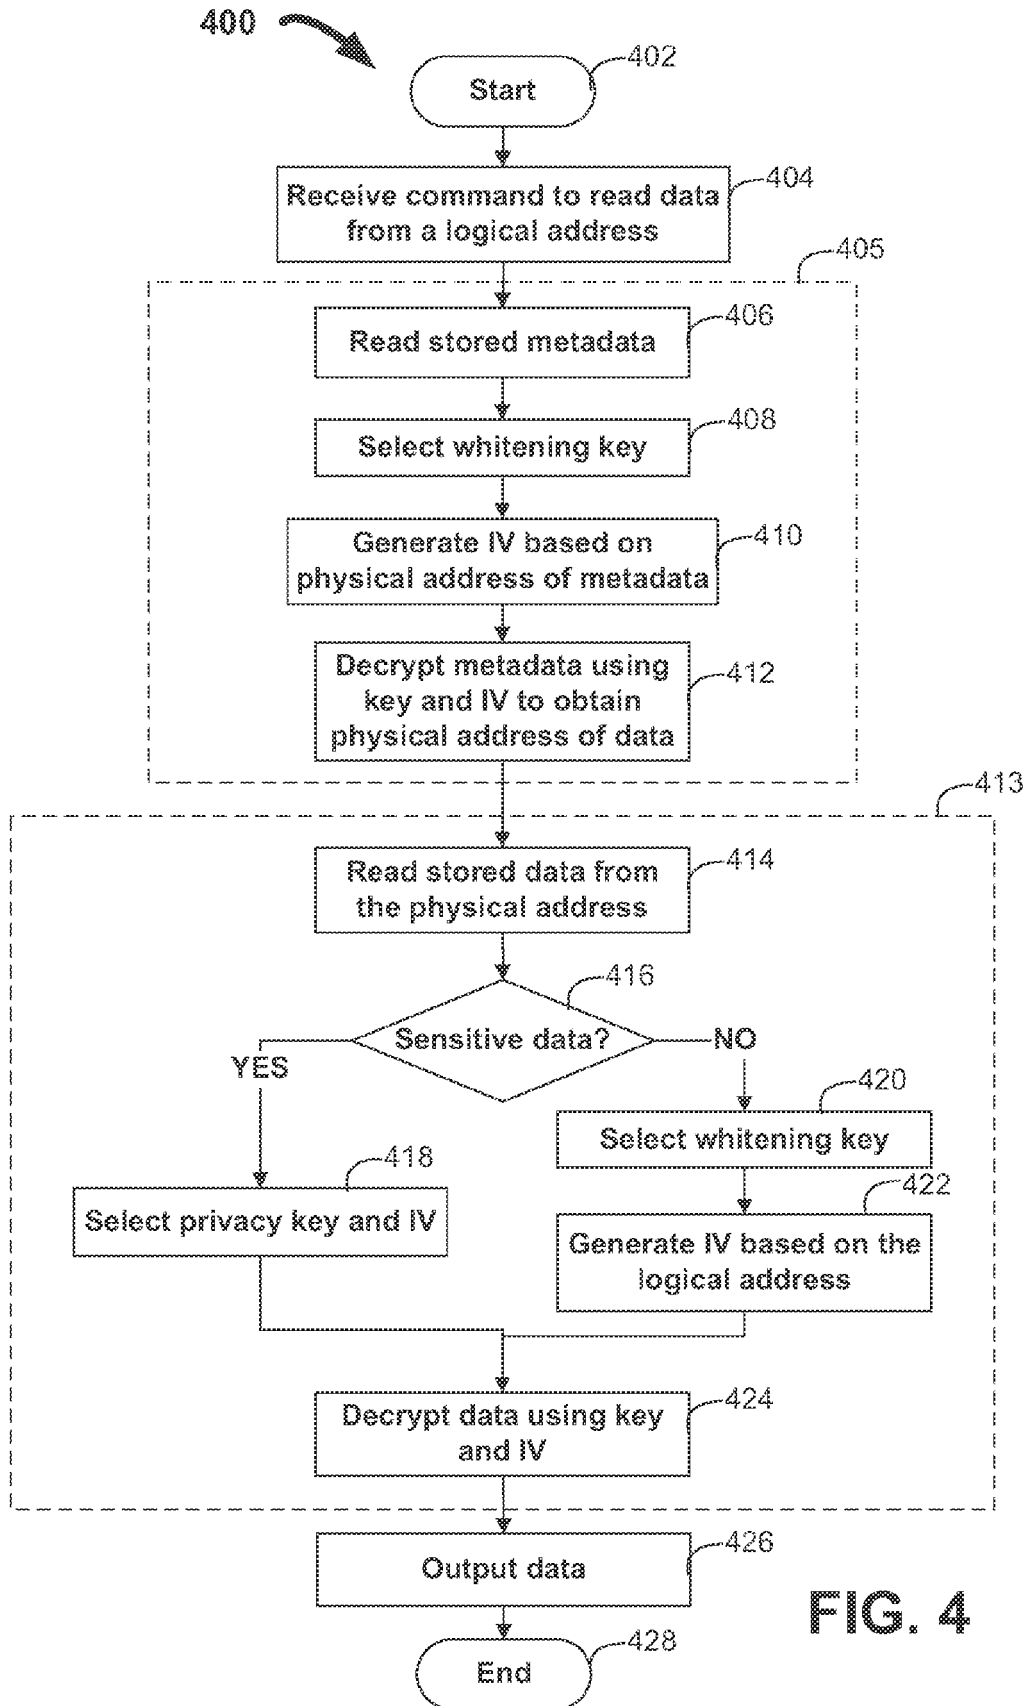 400
402
Start
404
Receive command to read data
from a logical address
405
406
Read stored metadata
408
Select whitening key
410
Generate IV based on
physical address of metadata
412
Decrypt metadata using
key and IV to obtain
physical address of data
413
414
Read stored data from
the physical address
416
Sensitive data?
YES
NO
420
Select whitening key
418
Select privacy key and IV
422
Generate IV based on the
logical address
424
Decrypt data using key
and IV
426
Output data
428
End
FIG. 4